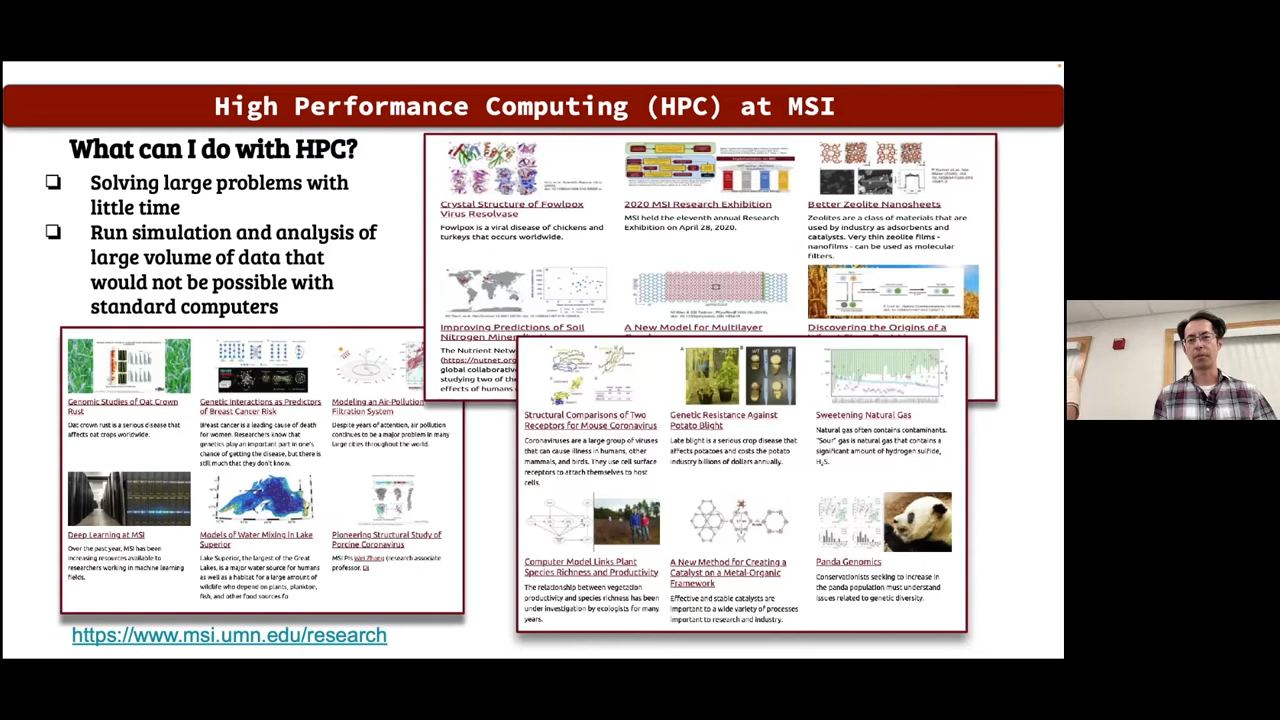 High Performance Computing (HPC) at MSI
What can I do with HPC?
Solving large problems with
little time
Run simulation and analysis of
large volume of data that
would not be possible with
standard computers
Crystal Structure of Fowlpox
Virus Resolvase
Fowlpox is a viral disease of chickens and
turkeys that occurs worldwide.
2020 MSI Research Exhibition
MSI held the eleventh annual Research
Exhibition on April 28, 2020.
Better Zeolite Nanosheets
Zeolites are a class of materials that are
used by industry as adsorbents and
catalysts. Very thin zeolite films -
nanofilms - can be used as molecular
filters.
Improving Predictions of Soil
Nitrogen
The Nutrient
(https://nutnet.org
global collaborative
studying two of the
effects of humans
A New Model for Multilayer
Discovering the Origins of a
Genomic Studies of Oat Crown
Rust
Oat crown rust is a serious disease that
affects oat crops worldwide.
Genetic Interactions as Predictors
of Breast Cancer Risk
Breast cancer is a leading cause of death
for women. Researchers know that
genetics play an important part in one's
chance of getting the disease, but there is
still much that they don't know.
Modeling an Air-Pollution
Filtration System
Despite years of attention, air pollution
continues to be a major problem in many
large cities throughout the world.
Deep Learning at MSI
Over the past year, MSI has been
increasing resources available to
researchers working in machine learning
fields.
Models of Water Mixing in Lake
Superior
Lake Superior, the largest of the Great
Lakes, is a major water source for humans
as well as a habitat for a large amount of
wildlife who depend on plants, plankton,
fish, and other food sources fo
Pioneering Structural Study of
Porcine Coronavirus
MSI PIs Wei Zhang (research associate
professor,
Structural Comparisons of Two
Receptors for Mouse Coronavirus
Coronaviruses are a large group of viruses
that can cause illness in humans, other
mammals, and birds. They use cell surface
receptors to attach themselves to host
cells.
Genetic Resistance Against
Potato Blight
Late blight is a serious crop disease that
affects potatoes and costs the potato
industry billions of dollars annually.
Sweetening Natural Gas
Natural gas often contains contaminants.
"Sour" gas is natural gas that contains a
significant amount of hydrogen sulfide,
H₂S.
Computer Model Links Plant
Species Richness and Productivity
The relationship between vegetation
productivity and species richness has been
under investigation by ecologists for many
years.
A New Method for Creating a
Catalyst on a Metal-Organic
Framework
Effective and stable catalysts are
important to a wide variety of processes
important to research and industry.
Panda Genomics
Conservationists seeking to increase in
the panda population must understand
issues related to genetic diversity.
https://www.msi.umn.edu/research